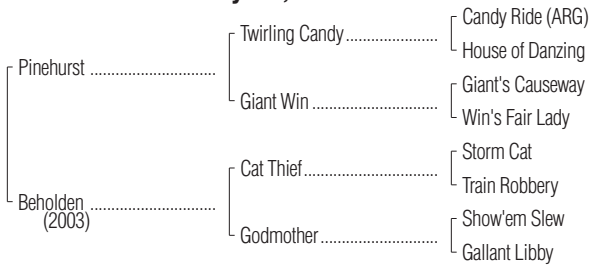 Candy Ride (ARG)
Twirling Candy
House of Danzing
Pinehurst
Giant's Causeway
Giant Win
Win's Fair Lady
Storm Cat
Cat Thief
Train Robbery
Beholden
(2003)
Show'em Slew
Godmother
Gallant Libby